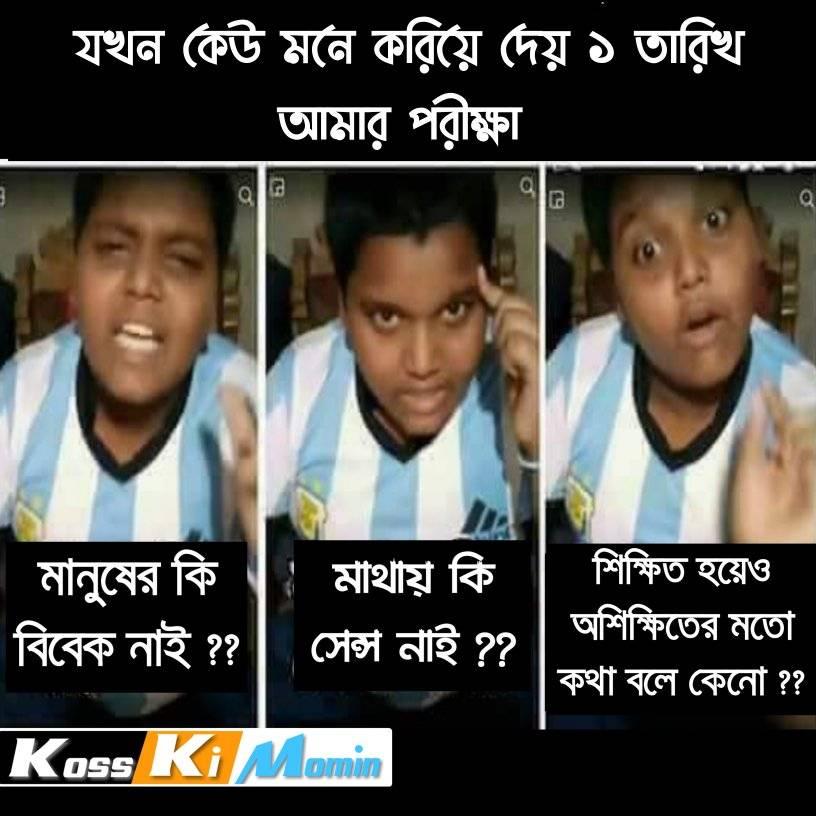 যখন কেউ মনে করিয়ে দেয় ১ তারিখ
আমার পরীক্ষা
মানুষের কি
বিবেক নাই ??
মাথায় কি
সেন্স নাই ??
শিক্ষিত হয়েও
অশিক্ষিতের মতো
কথা বলে কেনো ??
Koss Ki Momin